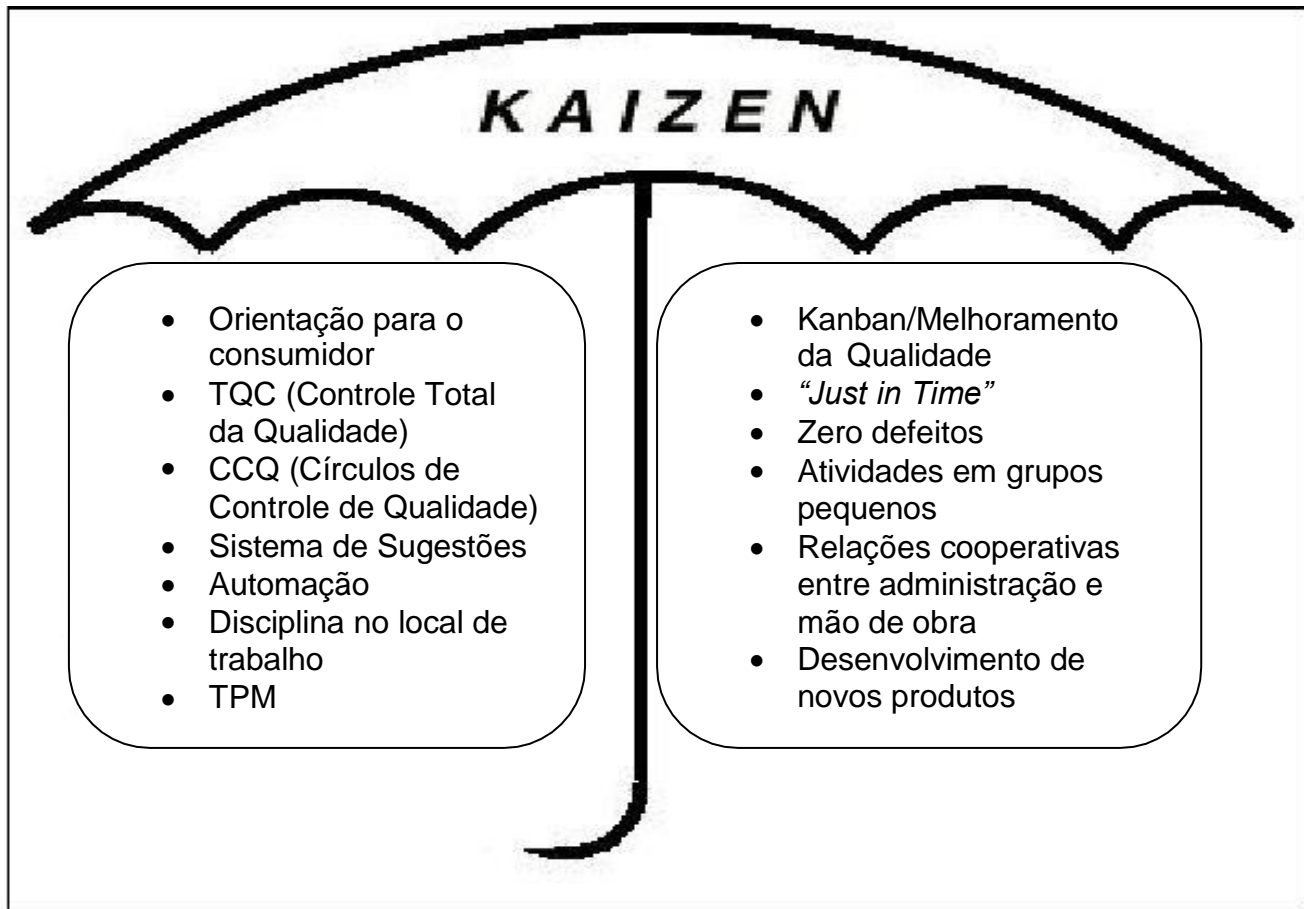 K A I Z E N
• Orientação para o
consumidor
• TQC (Controle Total
da Qualidade)
• CCQ (Círculos de
Controle de Qualidade)
• Sistema de Sugestões
• Automação
• Disciplina no local de
trabalho
• TPM
• Kanban/Melhoramento
da Qualidade
• “Just in Time”
• Zero defeitos
• Atividades em grupos
pequenos
• Relações cooperativas
entre administração e
mão de obra
• Desenvolvimento de
novos produtos